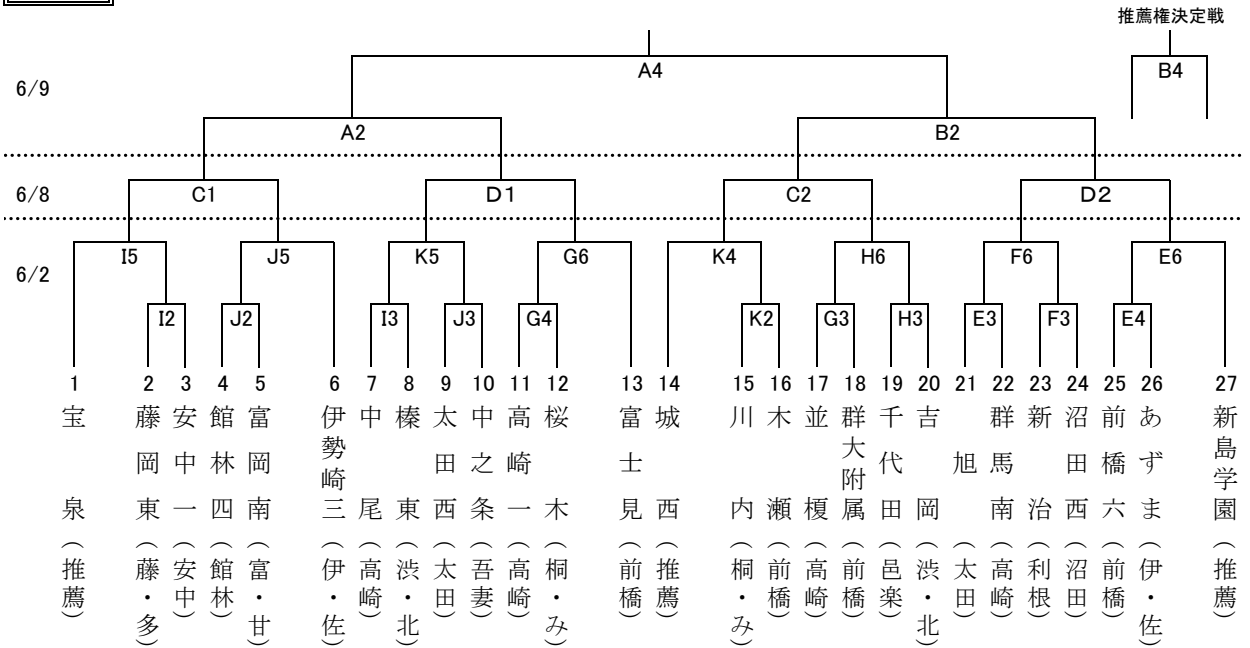 推薦権決定戦
A4
B4
6/9
A2
B2
6/8
C1
D1
C2
D2
I5
J5
K5
G6
K4
H6
F6
E6
6/2
I2
J2
I3
J3
G4
K2
G3
H3
E3
F3
E4
1 2 3 4 5 6 7 8 9 10 11 12 13 14 15 16 17 18 19 20 21 22 23 24 25 26 27
宝泉(推薦)
藤岡東(藤・多)
安中一(安中)
館林四(館林)
富岡南(富・甘)
伊勢崎三(伊・佐)
中尾(高崎)
榛東(渋・北)
太田西(太田)
中之条(吾妻)
高崎一(高崎)
桜木(桐・み)
富士見(前橋)
城西(推薦)
川内(桐・み)
木瀬(前橋)
並榎(高崎)
群大附属(前橋)
千代田(邑楽)
吉岡(渋・北)
旭(太田)
群馬南(高崎)
新治(利根)
沼田西(沼田)
前橋六(前橋)
あずま(伊・佐)
新島学園(推薦)